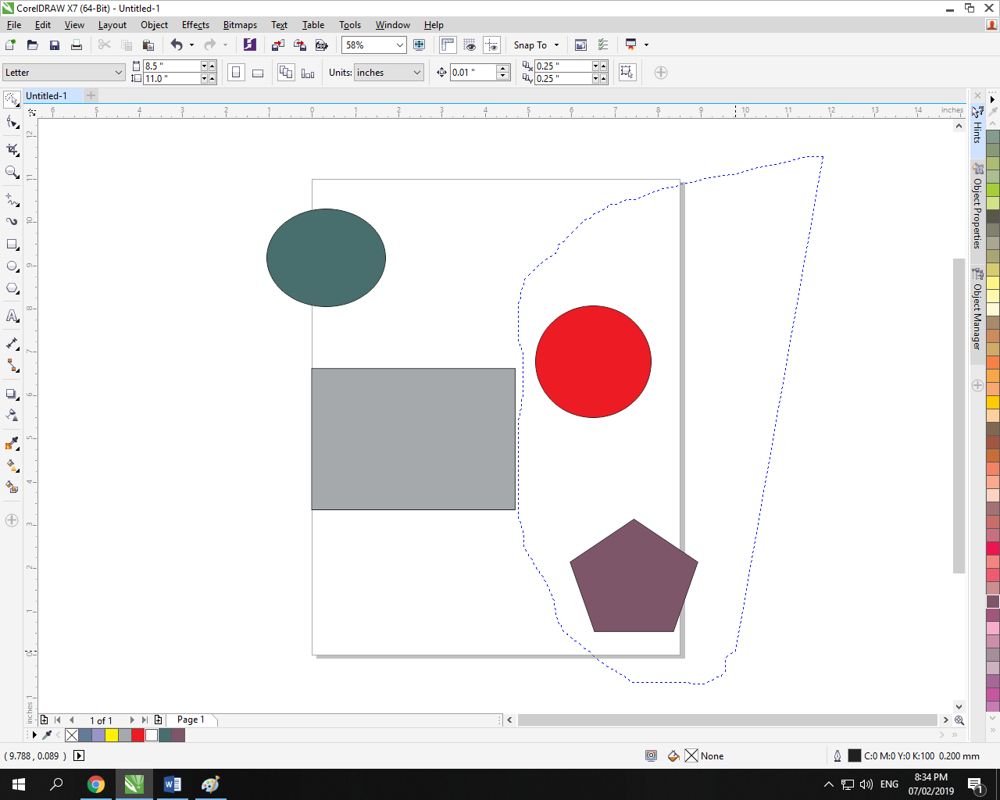 CorelDRAW X7 (64-Bit) - Untitled-1
File Edit View Layout Object Effects Bitmaps Text Table Tools Window Help
58% Snap To
Letter 8.5 " 11.0 " Units: inches 0.01 " 0.25 " 0.25 "
Untitled-1
6 5 4 3 2 1 0 1 2 3 4 5 6 7 8 9 10 11 12 13 14 inches
12
11
10
9
8
7
6
5
4
3
2
1
0
1
inches
Hints
Object Properties
Object Manager
1 of 1 Page 1
( 9.788 , 0.089 ) None C:0 M:0 Y:0 K:100 0.200 mm
ENG 8:34 PM
07/02/2019
1